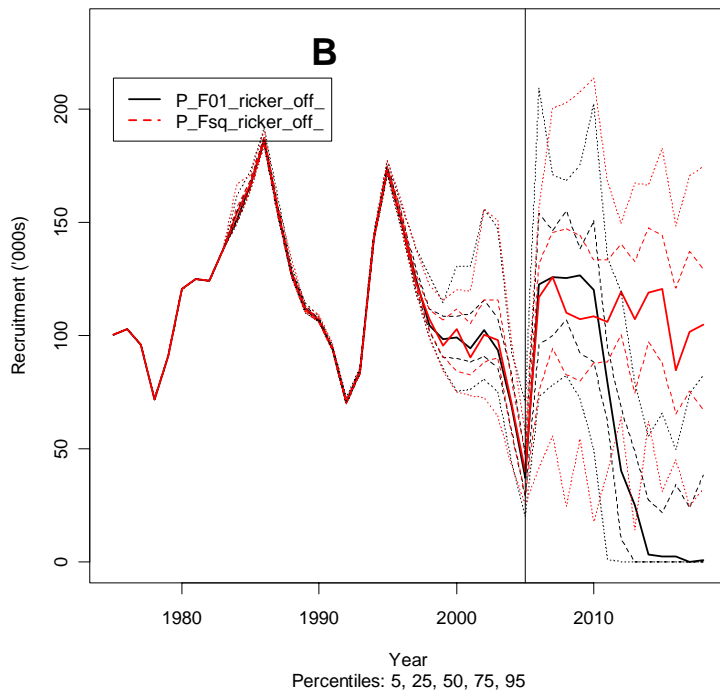 B
P_F01_ricker_off_
P_Fsq_ricker_off_
Recruitment ('000s)
200
150
100
50
0
1980 1990 2000 2010
Year
Percentiles: 5, 25, 50, 75, 95